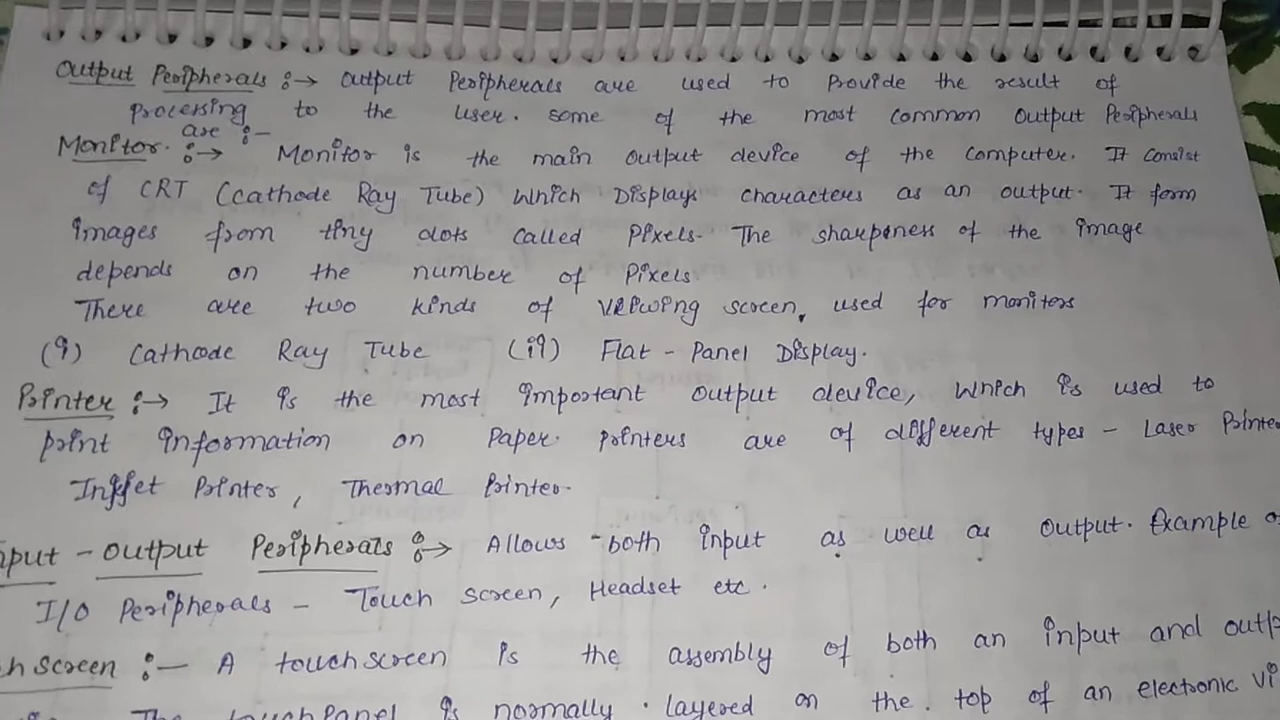 Output Peripherals :→ Output Peripherals are used to Provide the result of
processing to the user. some of the most common Output Peripherals
are :-
Monitor. :→ Monitor is the main output device of the computer. It consist
of CRT (Cathode Ray Tube) Which Displays characters as an output. It form
images from tiny dots called Pixels. The sharpness of the image
depends on the number of Pixels.
There are two kinds of veiwing screen, used for monitors
(i) Cathode Ray Tube (ii) Flat - Panel Display.
Printer :→ It is the most important output device, Which is used to
print information on Paper. printers are of different types - Laser Printe
Inkjet Printer, Thermal Printer.
nput - Output Peripherals :→ Allows both input as well as output. Example o
I/O Peripherals - Touch screen, Headset etc.
h screen :- A touchscreen is the assembly of both an input and outp
The touch Panel is normally layered on the top of an electronic vi